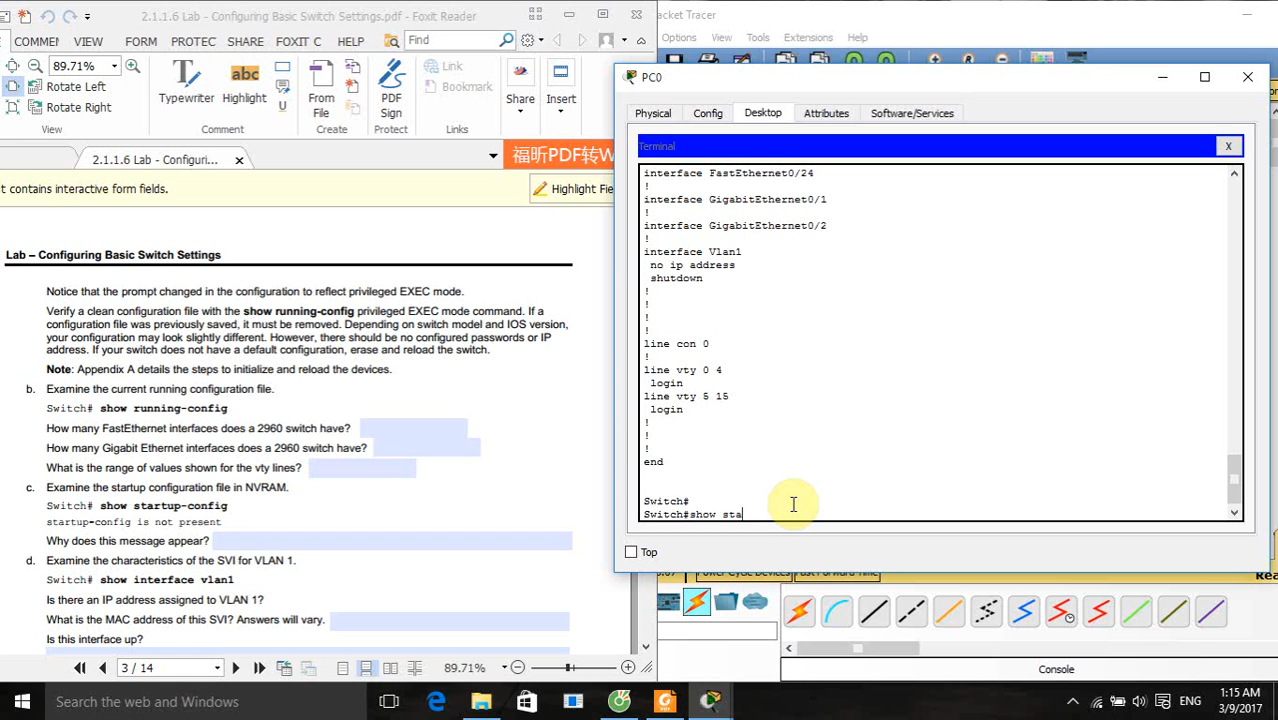 2.1.1.6 Lab - Configuring Basic Switch Settings.pdf - Foxit Reader
COMMEN VIEW FORM PROTEC SHARE FOXIT C HELP Find
89.71%
Rotate Left
Rotate Right
View
Typewriter
Highlight
Comment
From File
Create
PDF Sign
Protect
Link
Bookmark
Links
Share
Insert
2.1.1.6 Lab - Configuri...
福昕PDF转W
t contains interactive form fields.
Highlight Fie
Lab – Configuring Basic Switch Settings
Notice that the prompt changed in the configuration to reflect privileged EXEC mode.
Verify a clean configuration file with the show running-config privileged EXEC mode command. If a
configuration file was previously saved, it must be removed. Depending on switch model and IOS version,
your configuration may look slightly different. However, there should be no configured passwords or IP
address. If your switch does not have a default configuration, erase and reload the switch.
Note: Appendix A details the steps to initialize and reload the devices.
b. Examine the current running configuration file.
Switch# show running-config
How many FastEthernet interfaces does a 2960 switch have?
How many Gigabit Ethernet interfaces does a 2960 switch have?
What is the range of values shown for the vty lines?
c. Examine the startup configuration file in NVRAM.
Switch# show startup-config
startup-config is not present
Why does this message appear?
d. Examine the characteristics of the SVI for VLAN 1.
Switch# show interface vlan1
Is there an IP address assigned to VLAN 1?
What is the MAC address of this SVI? Answers will vary.
Is this interface up?
3 / 14
89.71%
acket Tracer
Options View Tools Extensions Help
PC0
Physical Config Desktop Attributes Software/Services
Terminal
X
interface FastEthernet0/24
!
interface GigabitEthernet0/1
!
interface GigabitEthernet0/2
!
interface Vlan1
no ip address
shutdown
!
!
!
!
line con 0
!
line vty 0 4
login
line vty 5 15
login
!
!
!
end
Switch#
Switch#show sta
Top
Power Cycle Devices Fast Forward Time
Rea
Console
Search the web and Windows
ENG
1:15 AM
3/9/2017